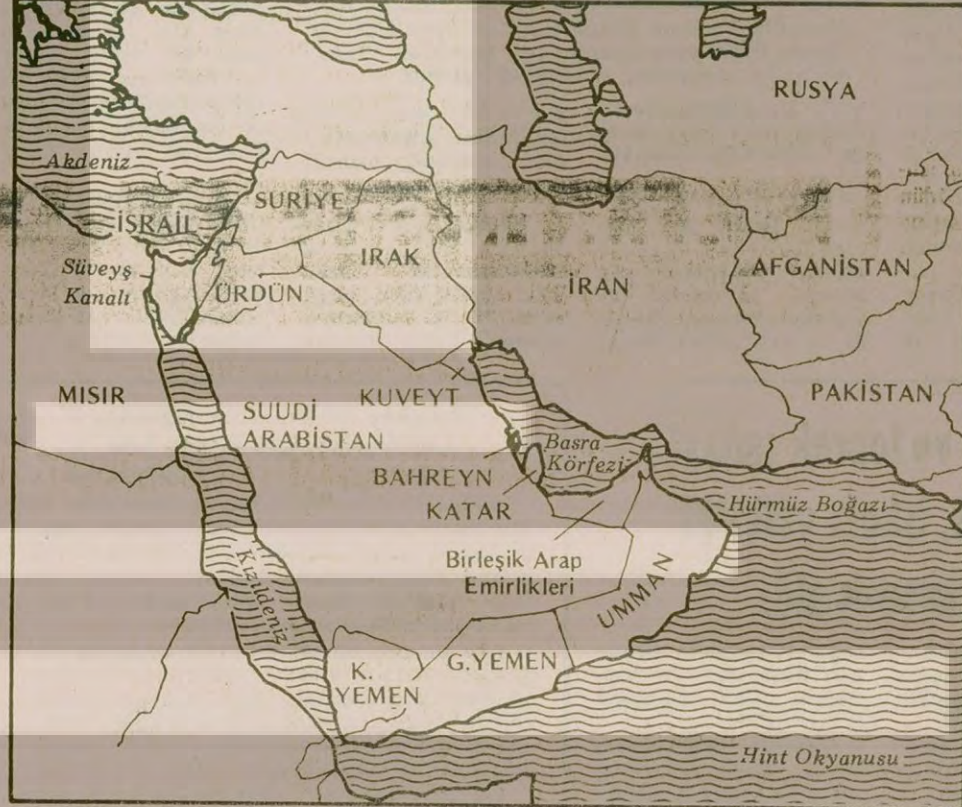 RUSYA
Akdeniz
SURİYE
İSRAİL
IRAK
Süveyş
Kanalı
ÜRDÜN
İRAN
AFGANİSTAN
MISIR
KUVEYT
PAKİSTAN
SUUDİ
ARABİSTAN
Basra
Körfezi
BAHREYN
KATAR
Hürmüz Boğazı
Birleşik Arap
Emirlikleri
Kızıldeniz
UMMAN
G.YEMEN
K.
YEMEN
Hint Okyanusu